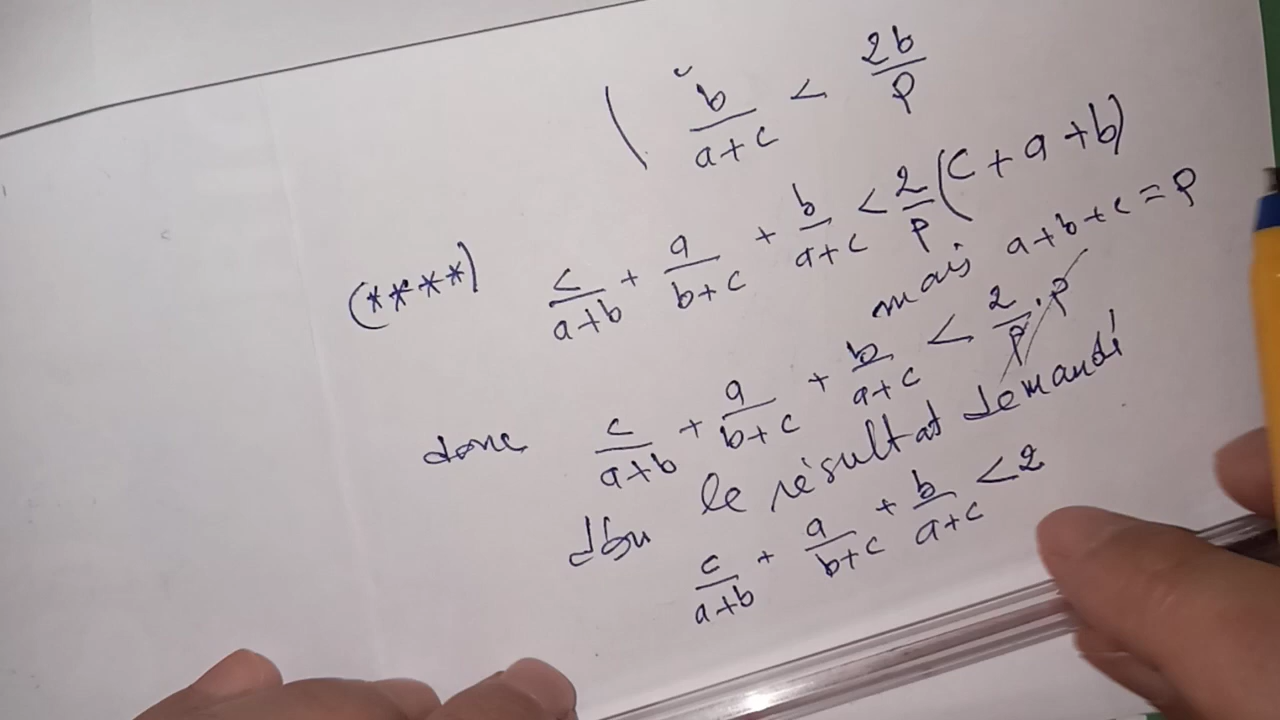 ( b/(a+c) < 2b/P
(****) c/(a+b) + a/(b+c) + b/(a+c) < 2/P (c + a + b)
mais a+b+c = P
donc c/(a+b) + a/(b+c) + b/(a+c) < 2/P . P
d'où le résultat demandé
c/(a+b) + a/(b+c) + b/(a+c) < 2